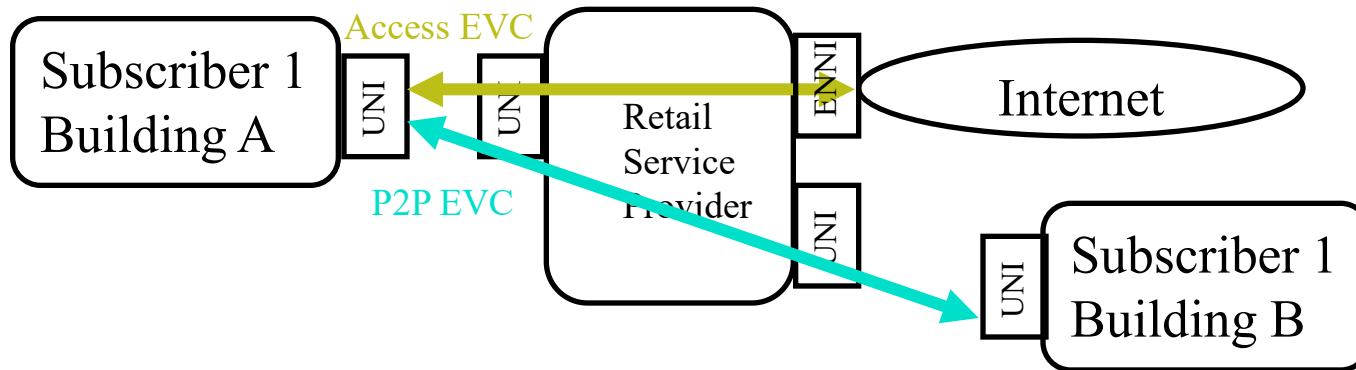 Access EVC
Subscriber 1
Building A
UNI
UNI
Retail
Service
Provider
ENNI
Internet
P2P EVC
UNI
UNI
Subscriber 1
Building B